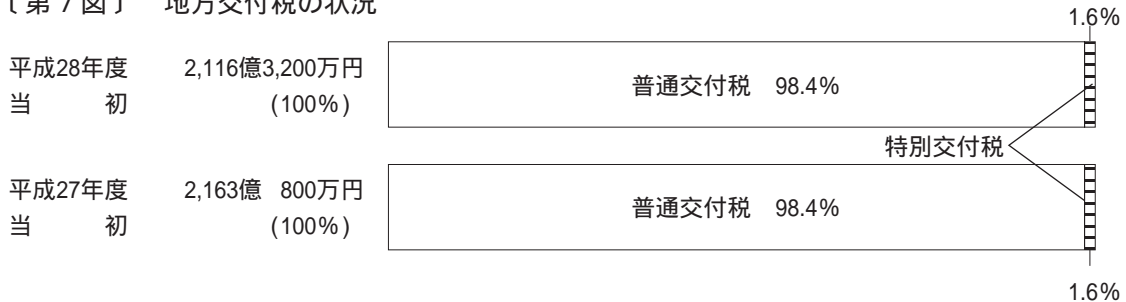 〔第７図〕 地方交付税の状況
1.6%
平成28年度 2,116億3,200万円
当 初 (100%)
普通交付税 98.4%
特別交付税
平成27年度 2,163億 800万円
当 初 (100%)
普通交付税 98.4%
1.6%